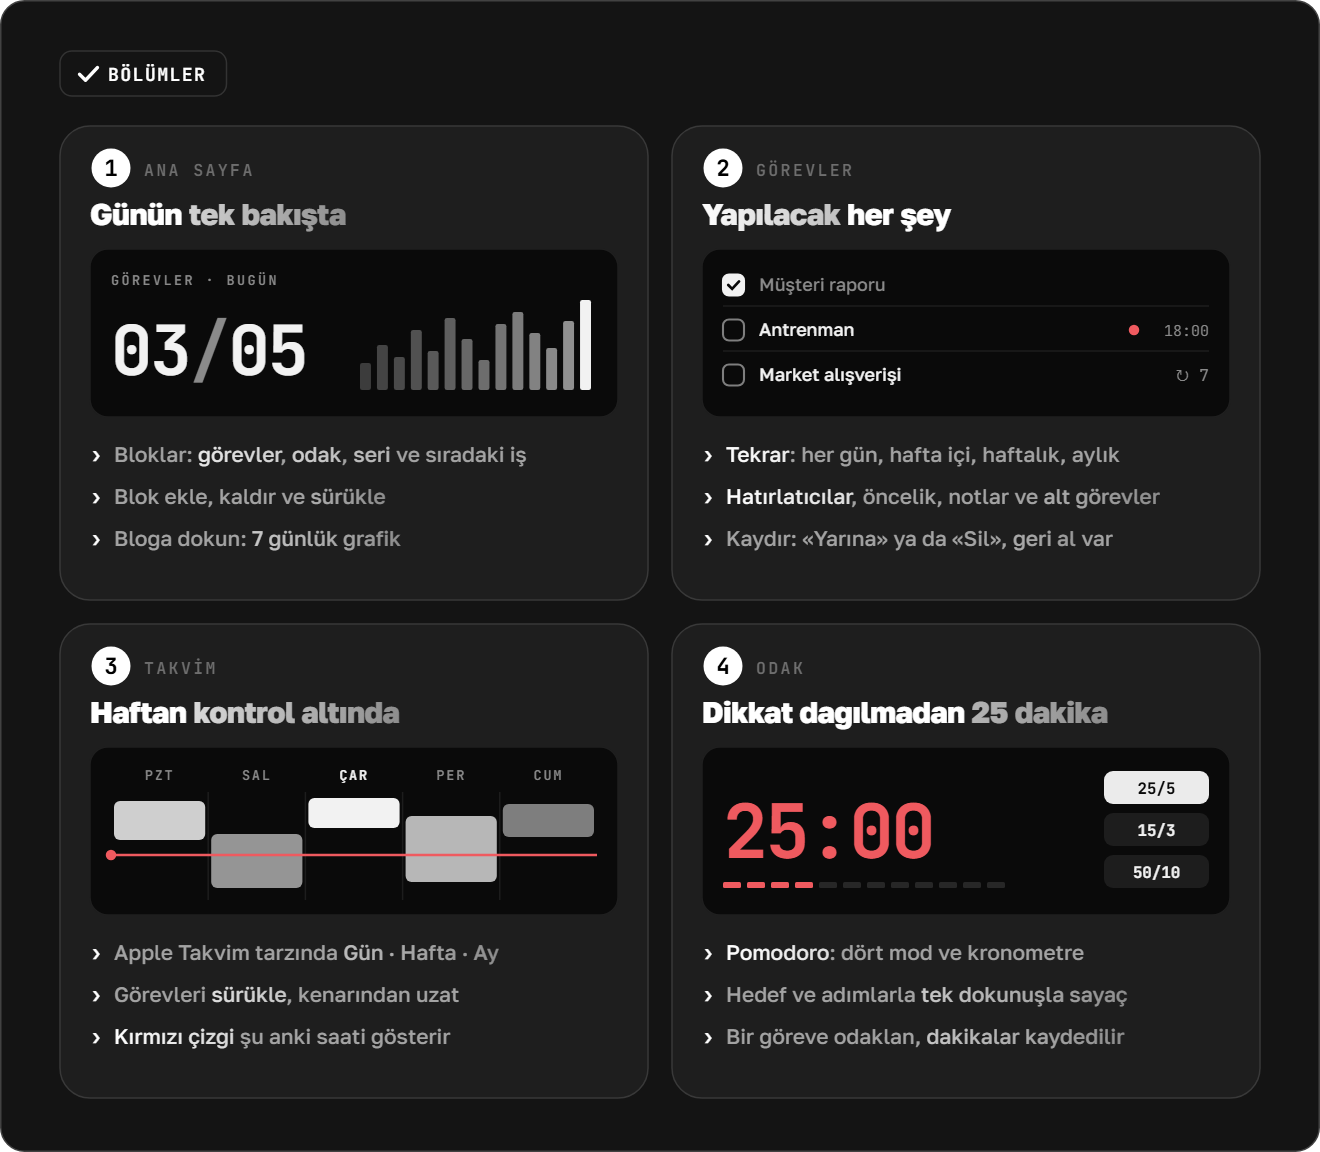 BÖLÜMLER
1 ANA SAYFA
Günün tek bakışta
GÖREVLER · BUGÜN
03/05
› Bloklar: görevler, odak, seri ve sıradaki iş
› Blok ekle, kaldır ve sürükle
› Bloga dokun: 7 günlük grafik
2 GÖREVLER
Yapılacak her şey
Müşteri raporu
Antrenman 18:00
Market alışverişi ↻ 7
› Tekrar: her gün, hafta içi, haftalık, aylık
› Hatırlatıcılar, öncelik, notlar ve alt görevler
› Kaydır: «Yarına» ya da «Sil», geri al var
3 TAKVİM
Haftan kontrol altında
PZT SAL ÇAR PER CUM
› Apple Takvim tarzında Gün · Hafta · Ay
› Görevleri sürükle, kenarından uzat
› Kırmızı çizgi şu anki saati gösterir
4 ODAK
Dikkat dagılmadan 25 dakika
25:00
25/5
15/3
50/10
› Pomodoro: dört mod ve kronometre
› Hedef ve adımlarla tek dokunuşla sayaç
› Bir göreve odaklan, dakikalar kaydedilir